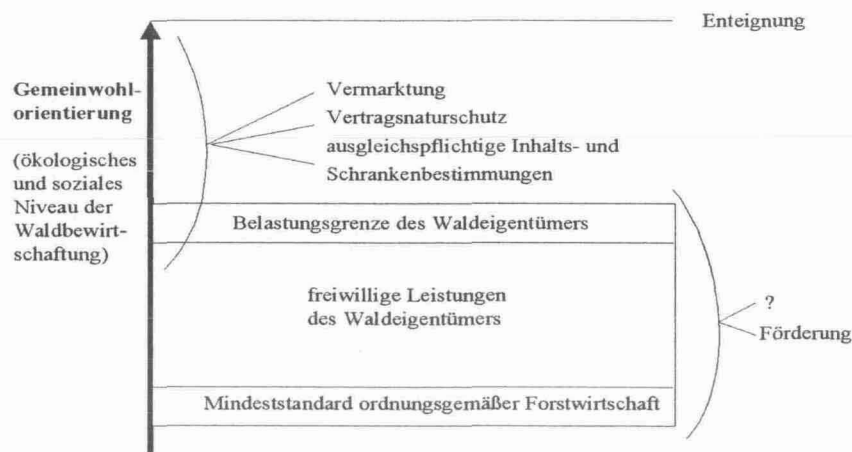 Enteignung
Gemeinwohl-
orientierung
(ökologisches
und soziales
Niveau der
Waldbewirt-
schaftung)
Vermarktung
Vertragsnaturschutz
ausgleichspflichtige Inhalts- und
Schrankenbestimmungen
Belastungsgrenze des Waldeigentümers
freiwillige Leistungen
des Waldeigentümers
?
Förderung
Mindeststandard ordnungsgemäßer Forstwirtschaft